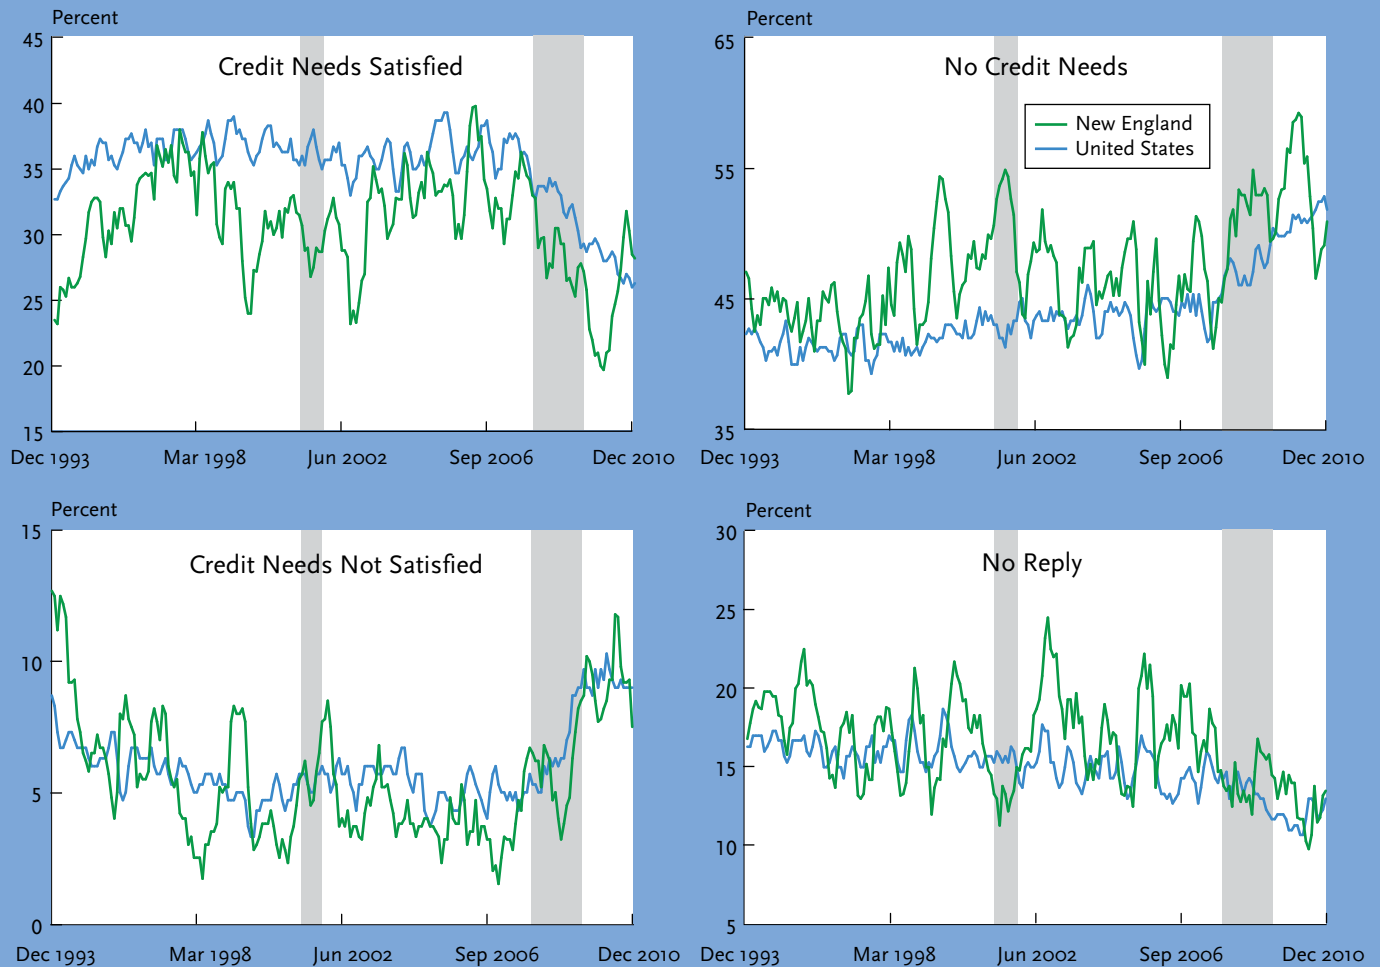 Percent
45
Credit Needs Satisfied
40
35
30
25
20
15
Dec 1993 Mar 1998 Jun 2002 Sep 2006 Dec 2010
Percent
65
No Credit Needs
New England
United States
55
45
35
Dec 1993 Mar 1998 Jun 2002 Sep 2006 Dec 2010
Percent
15
Credit Needs Not Satisfied
10
5
0
Dec 1993 Mar 1998 Jun 2002 Sep 2006 Dec 2010
Percent
30
No Reply
25
20
15
10
5
Dec 1993 Mar 1998 Jun 2002 Sep 2006 Dec 2010